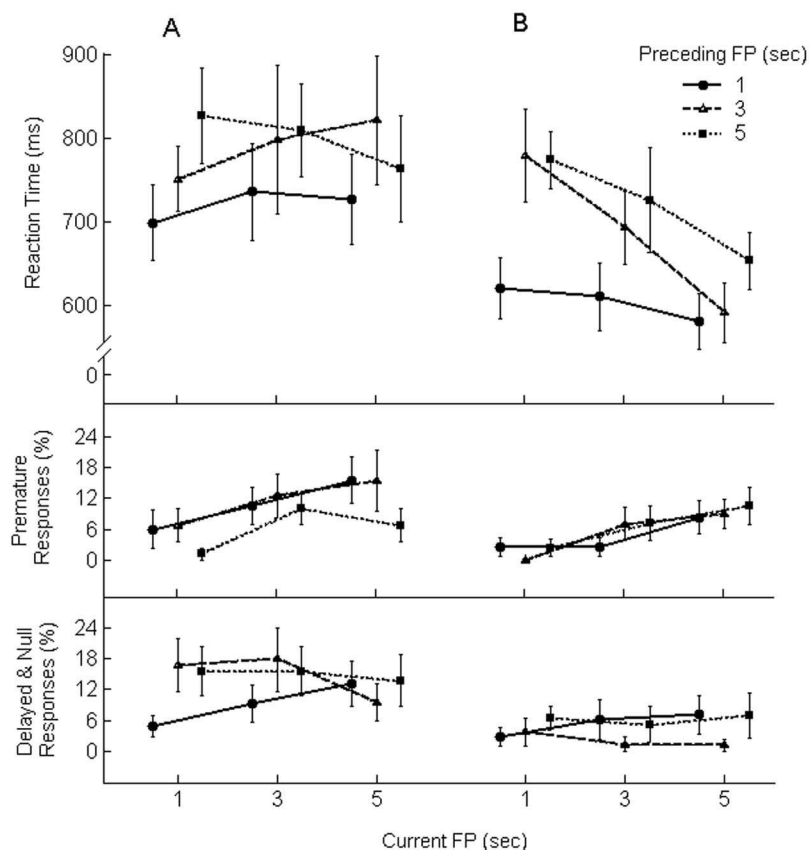 A
B
Preceding FP (sec)
1
3
5
Reaction Time (ms)
900
800
700
600
0
Premature
Responses (%)
24
18
12
6
0
Delayed & Null
Responses (%)
24
18
12
6
0
1 3 5 1 3 5
Current FP (sec)